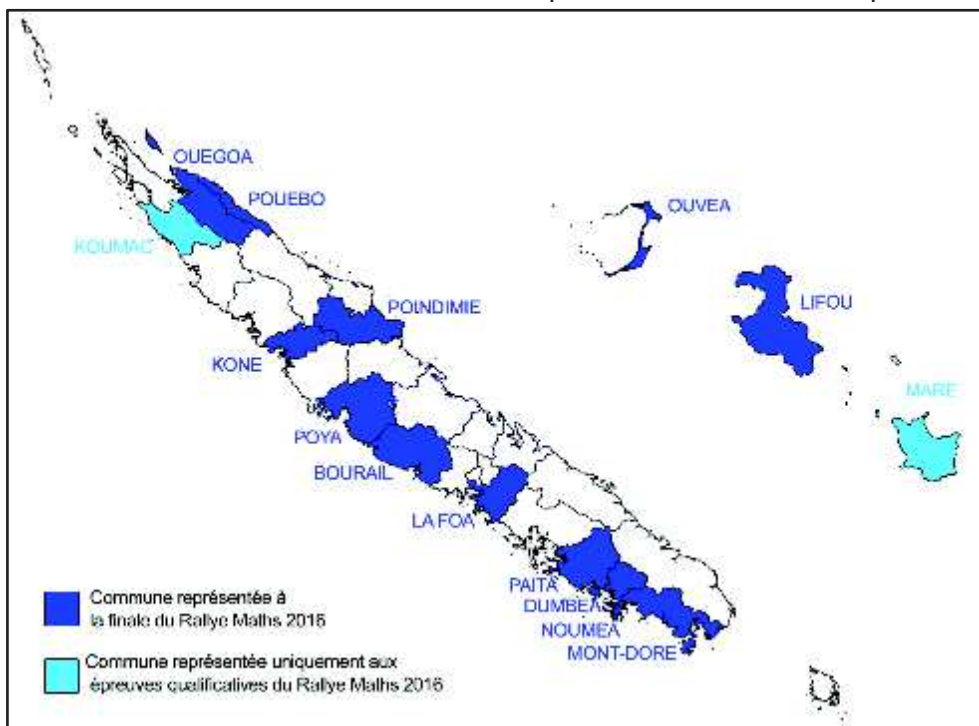 OUEGOA
POUEBO
OUVEA
KOUMAC
LIFOU
POINDIMIE
KONE
MARE
POYA
BOURAIL
LA FOA
PAITA
DUMBEA
NOUMEA
MONT-DORE
Commune représentée à
la finale du Rallye Maths 2016
Commune représentée uniquement aux
épreuves qualificatives du Rallye Maths 2016